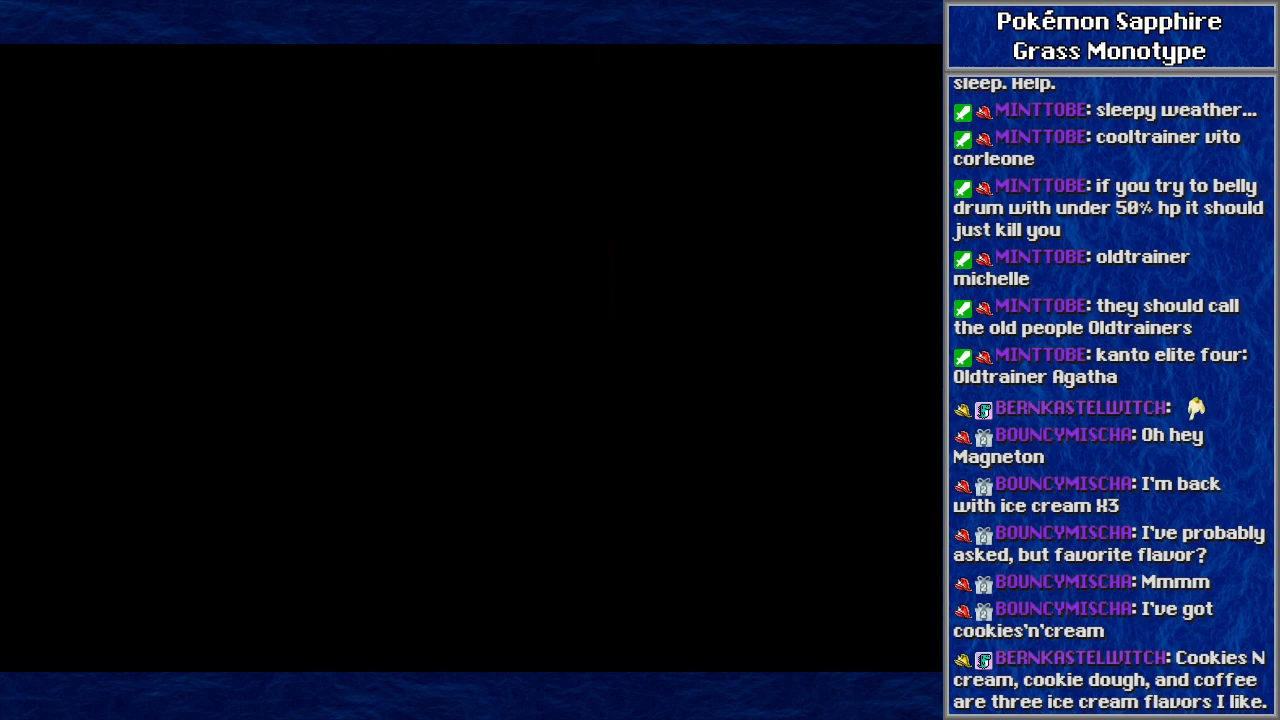 Pokémon Sapphire
Grass Monotype
sleep. Help.
MINTTOBE: sleepy weather...
MINTTOBE: cooltrainer vito
corleone
MINTTOBE: if you try to belly
drum with under 50% hp it should
just kill you
MINTTOBE: oldtrainer
michelle
MINTTOBE: they should call
the old people Oldtrainers
MINTTOBE: kanto elite four:
Oldtrainer Agatha
BERNKASTELWITCH:
BOUNCYMISCHA: Oh hey
Magneton
BOUNCYMISCHA: I'm back
with ice cream X3
BOUNCYMISCHA: I've probably
asked, but favorite flavor?
BOUNCYMISCHA: Mmmm
BOUNCYMISCHA: I've got
cookies'n'cream
BERNKASTELWITCH: Cookies N
cream, cookie dough, and coffee
are three ice cream flavors I like.